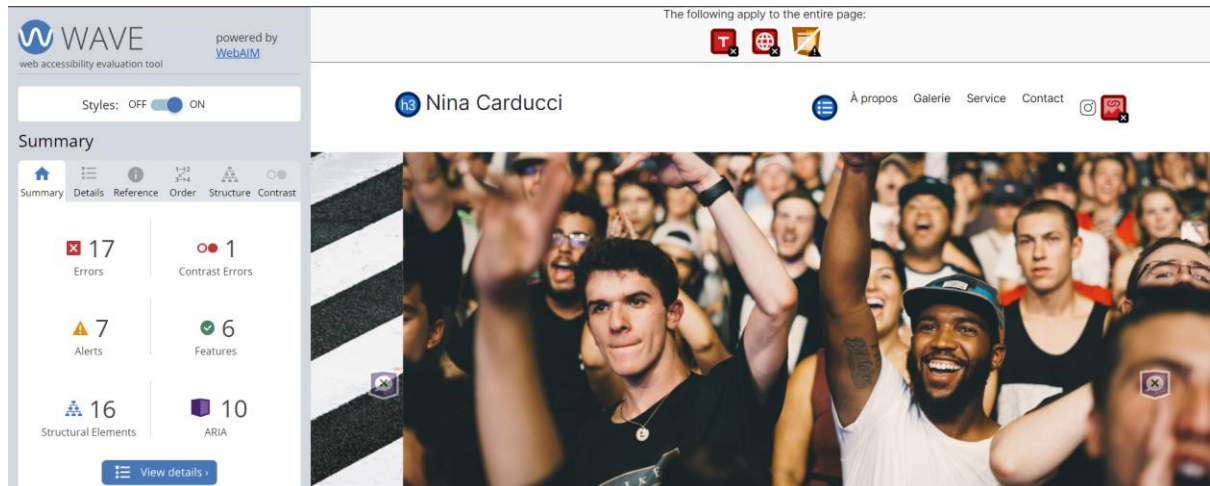 WAVE
web accessibility evaluation tool
powered by
WebAIM
Styles: OFF ON
Summary
Summary Details Reference Order Structure Contrast
17
Errors
1
Contrast Errors
7
Alerts
6
Features
16
Structural Elements
10
ARIA
View details ›
The following apply to the entire page:
T
h3 Nina Carducci
À propos Galerie Service Contact